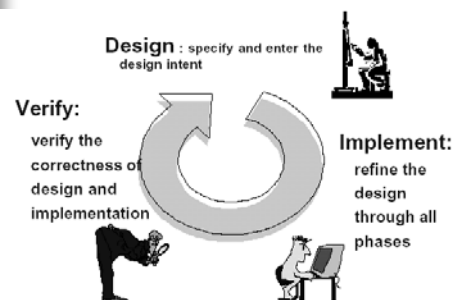 Design : specify and enter the
design intent
Verify:
verify the
correctness of
design and
implementation
Implement:
refine the
design
through all
phases